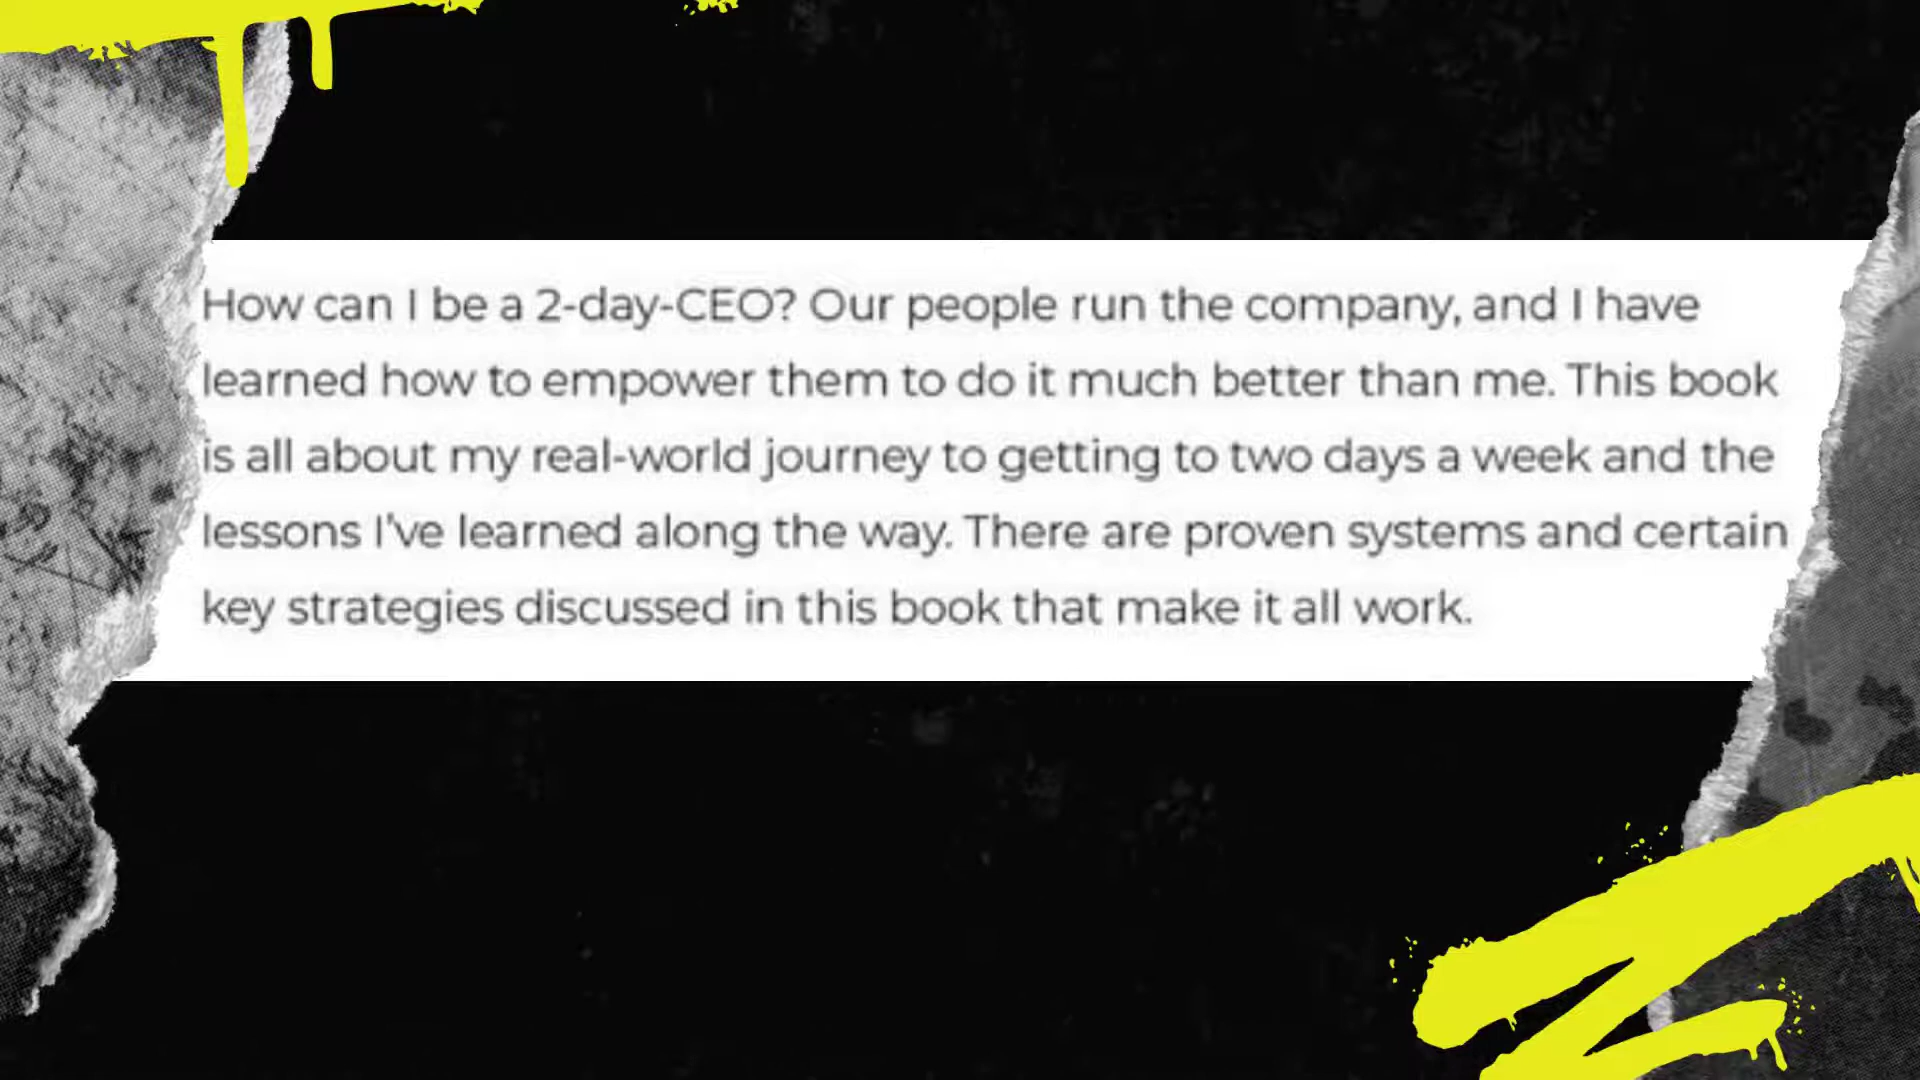 How can I be a 2-day-CEO? Our people run the company, and I have
learned how to empower them to do it much better than me. This book
is all about my real-world journey to getting to two days a week and the
lessons I've learned along the way. There are proven systems and certain
key strategies discussed in this book that make it all work.